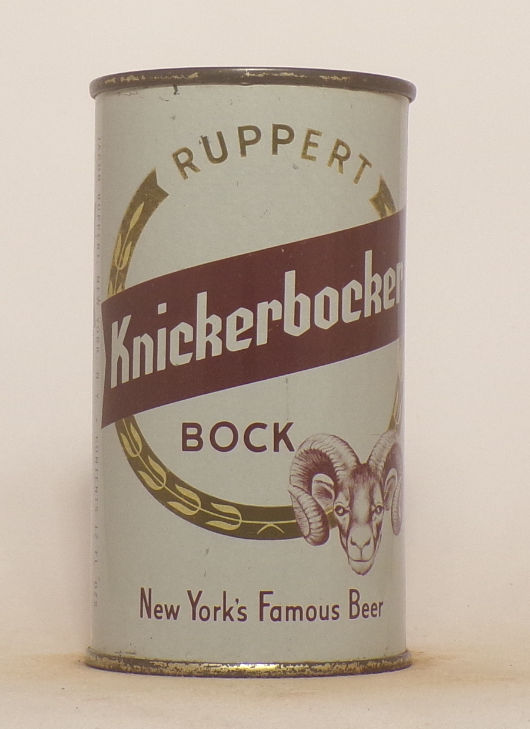 RUPPERT
Knickerbocker
BOCK
New York's Famous Beer